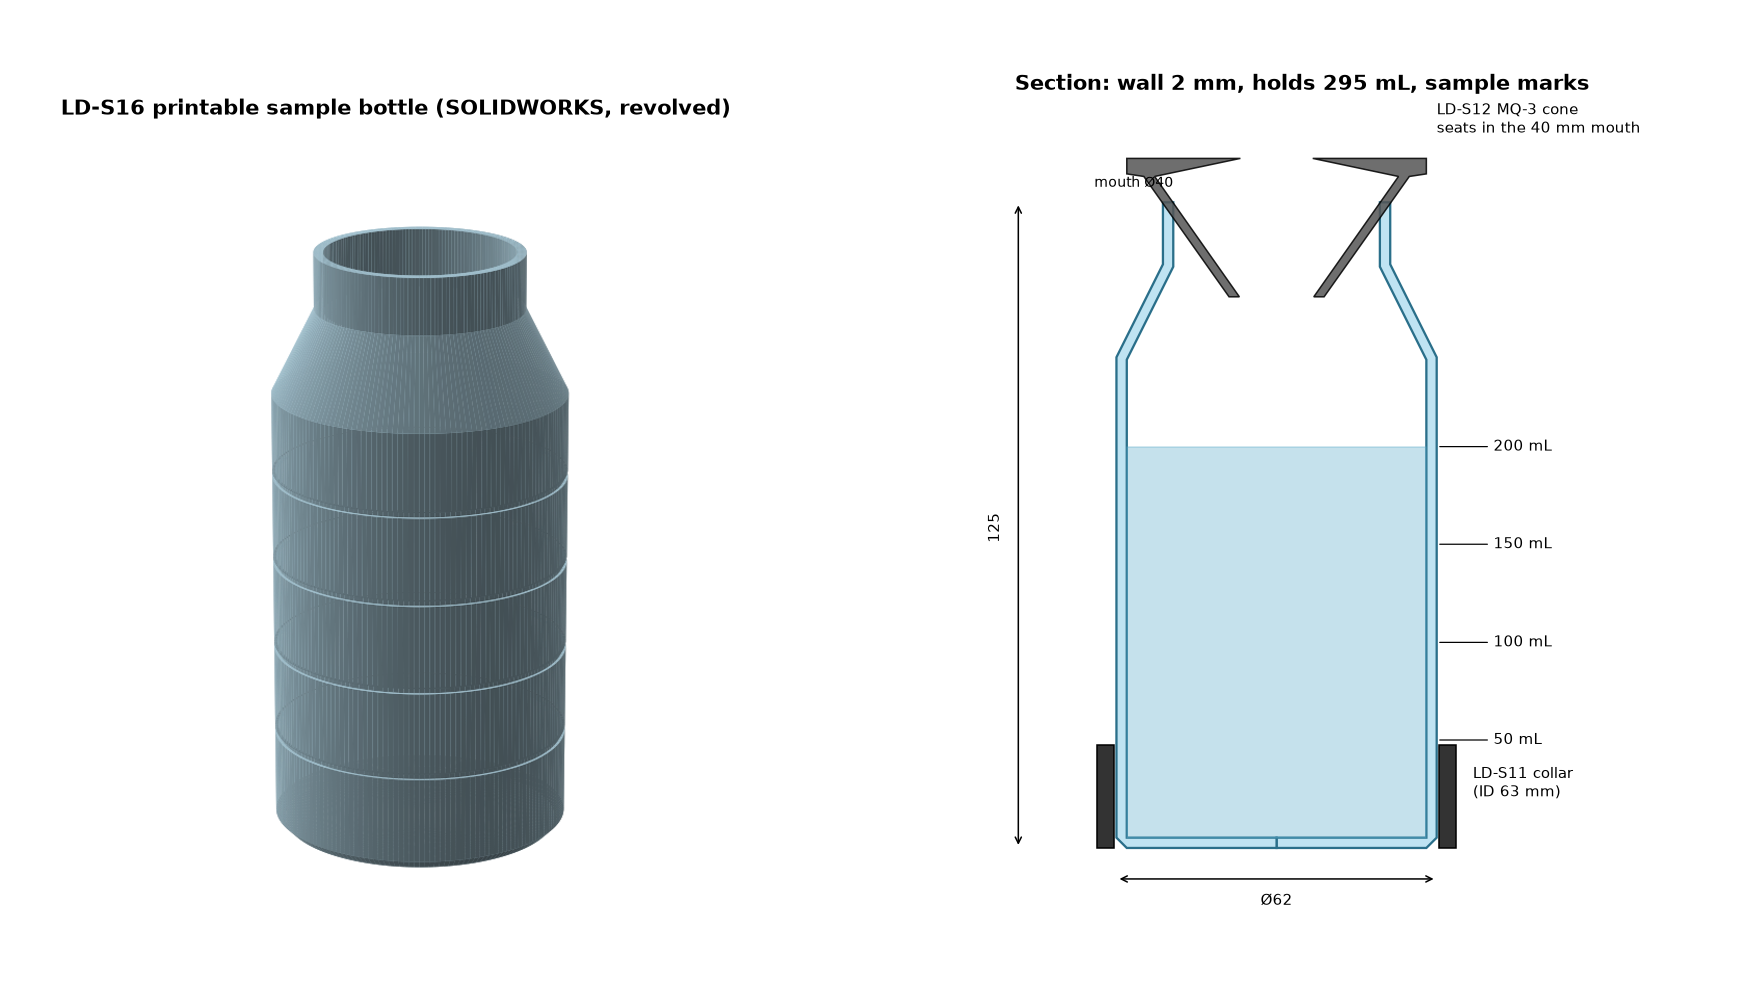 LD-S16 printable sample bottle (SOLIDWORKS, revolved)
Section: wall 2 mm, holds 295 mL, sample marks
LD-S12 MQ-3 cone
seats in the 40 mm mouth
mouth Ø40
200 mL
125
150 mL
100 mL
50 mL
LD-S11 collar
(ID 63 mm)
Ø62